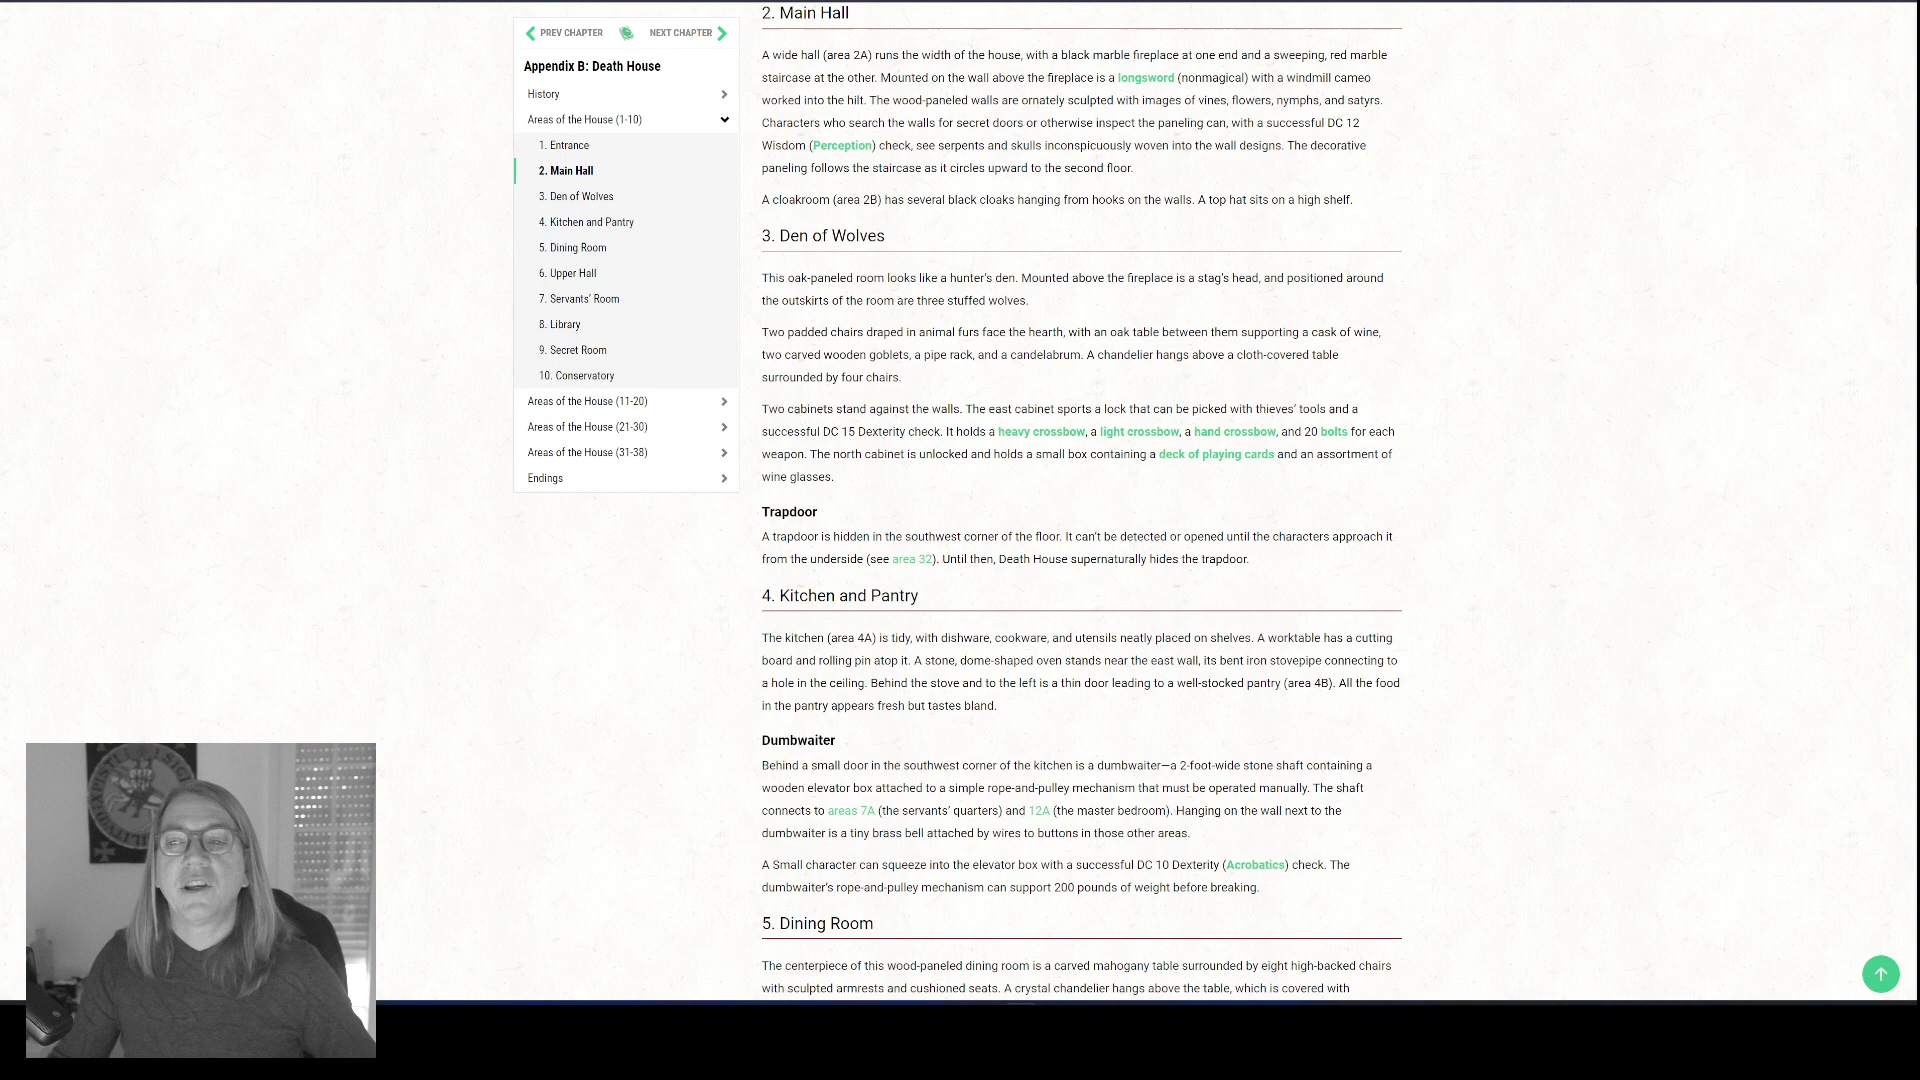 PREV CHAPTER
NEXT CHAPTER
Appendix B: Death House
History
Areas of the House (1-10)
1. Entrance
2. Main Hall
3. Den of Wolves
4. Kitchen and Pantry
5. Dining Room
6. Upper Hall
7. Servants' Room
8. Library
9. Secret Room
10. Conservatory
Areas of the House (11-20)
Areas of the House (21-30)
Areas of the House (31-38)
Endings
2. Main Hall
A wide hall (area 2A) runs the width of the house, with a black marble fireplace at one end and a sweeping, red marble
staircase at the other. Mounted on the wall above the fireplace is a longsword (nonmagical) with a windmill cameo
worked into the hilt. The wood-paneled walls are ornately sculpted with images of vines, flowers, nymphs, and satyrs.
Characters who search the walls for secret doors or otherwise inspect the paneling can, with a successful DC 12
Wisdom (Perception) check, see serpents and skulls inconspicuously woven into the wall designs. The decorative
paneling follows the staircase as it circles upward to the second floor.
A cloakroom (area 2B) has several black cloaks hanging from hooks on the walls. A top hat sits on a high shelf.
3. Den of Wolves
This oak-paneled room looks like a hunter's den. Mounted above the fireplace is a stag's head, and positioned around
the outskirts of the room are three stuffed wolves.
Two padded chairs draped in animal furs face the hearth, with an oak table between them supporting a cask of wine,
two carved wooden goblets, a pipe rack, and a candelabrum. A chandelier hangs above a cloth-covered table
surrounded by four chairs.
Two cabinets stand against the walls. The east cabinet sports a lock that can be picked with thieves' tools and a
successful DC 15 Dexterity check. It holds a heavy crossbow, a light crossbow, a hand crossbow, and 20 bolts for each
weapon. The north cabinet is unlocked and holds a small box containing a deck of playing cards and an assortment of
wine glasses.
Trapdoor
A trapdoor is hidden in the southwest corner of the floor. It can't be detected or opened until the characters approach it
from the underside (see area 32). Until then, Death House supernaturally hides the trapdoor.
4. Kitchen and Pantry
The kitchen (area 4A) is tidy, with dishware, cookware, and utensils neatly placed on shelves. A worktable has a cutting
board and rolling pin atop it. A stone, dome-shaped oven stands near the east wall, its bent iron stovepipe connecting to
a hole in the ceiling. Behind the stove and to the left is a thin door leading to a well-stocked pantry (area 4B). All the food
in the pantry appears fresh but tastes bland.
Dumbwaiter
Behind a small door in the southwest corner of the kitchen is a dumbwaiter—a 2-foot-wide stone shaft containing a
wooden elevator box attached to a simple rope-and-pulley mechanism that must be operated manually. The shaft
connects to areas 7A (the servants' quarters) and 12A (the master bedroom). Hanging on the wall next to the
dumbwaiter is a tiny brass bell attached by wires to buttons in those other areas.
A Small character can squeeze into the elevator box with a successful DC 10 Dexterity (Acrobatics) check. The
dumbwaiter's rope-and-pulley mechanism can support 200 pounds of weight before breaking.
5. Dining Room
The centerpiece of this wood-paneled dining room is a carved mahogany table surrounded by eight high-backed chairs
with sculpted armrests and cushioned seats. A crystal chandelier hangs above the table, which is covered with